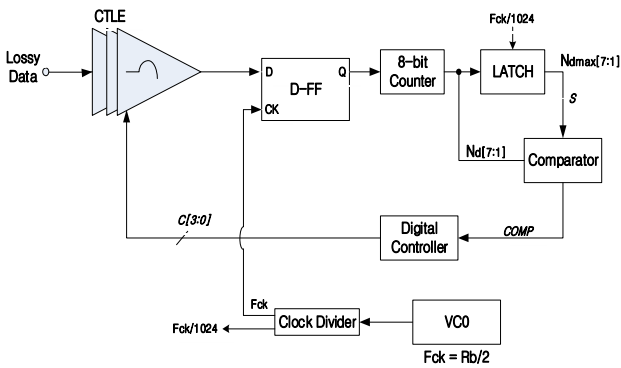 CTLE
Lossy
Data
D
Q
D-FF
CK
8-bit
Counter
Fck/1024
LATCH
Ndmax[7:1]
S
Nd[7:1]
Comparator
C[3:0]
Digital
Controller
COMP
Fck
Fck/1024
Clock Divider
VC0
Fck = Rb/2